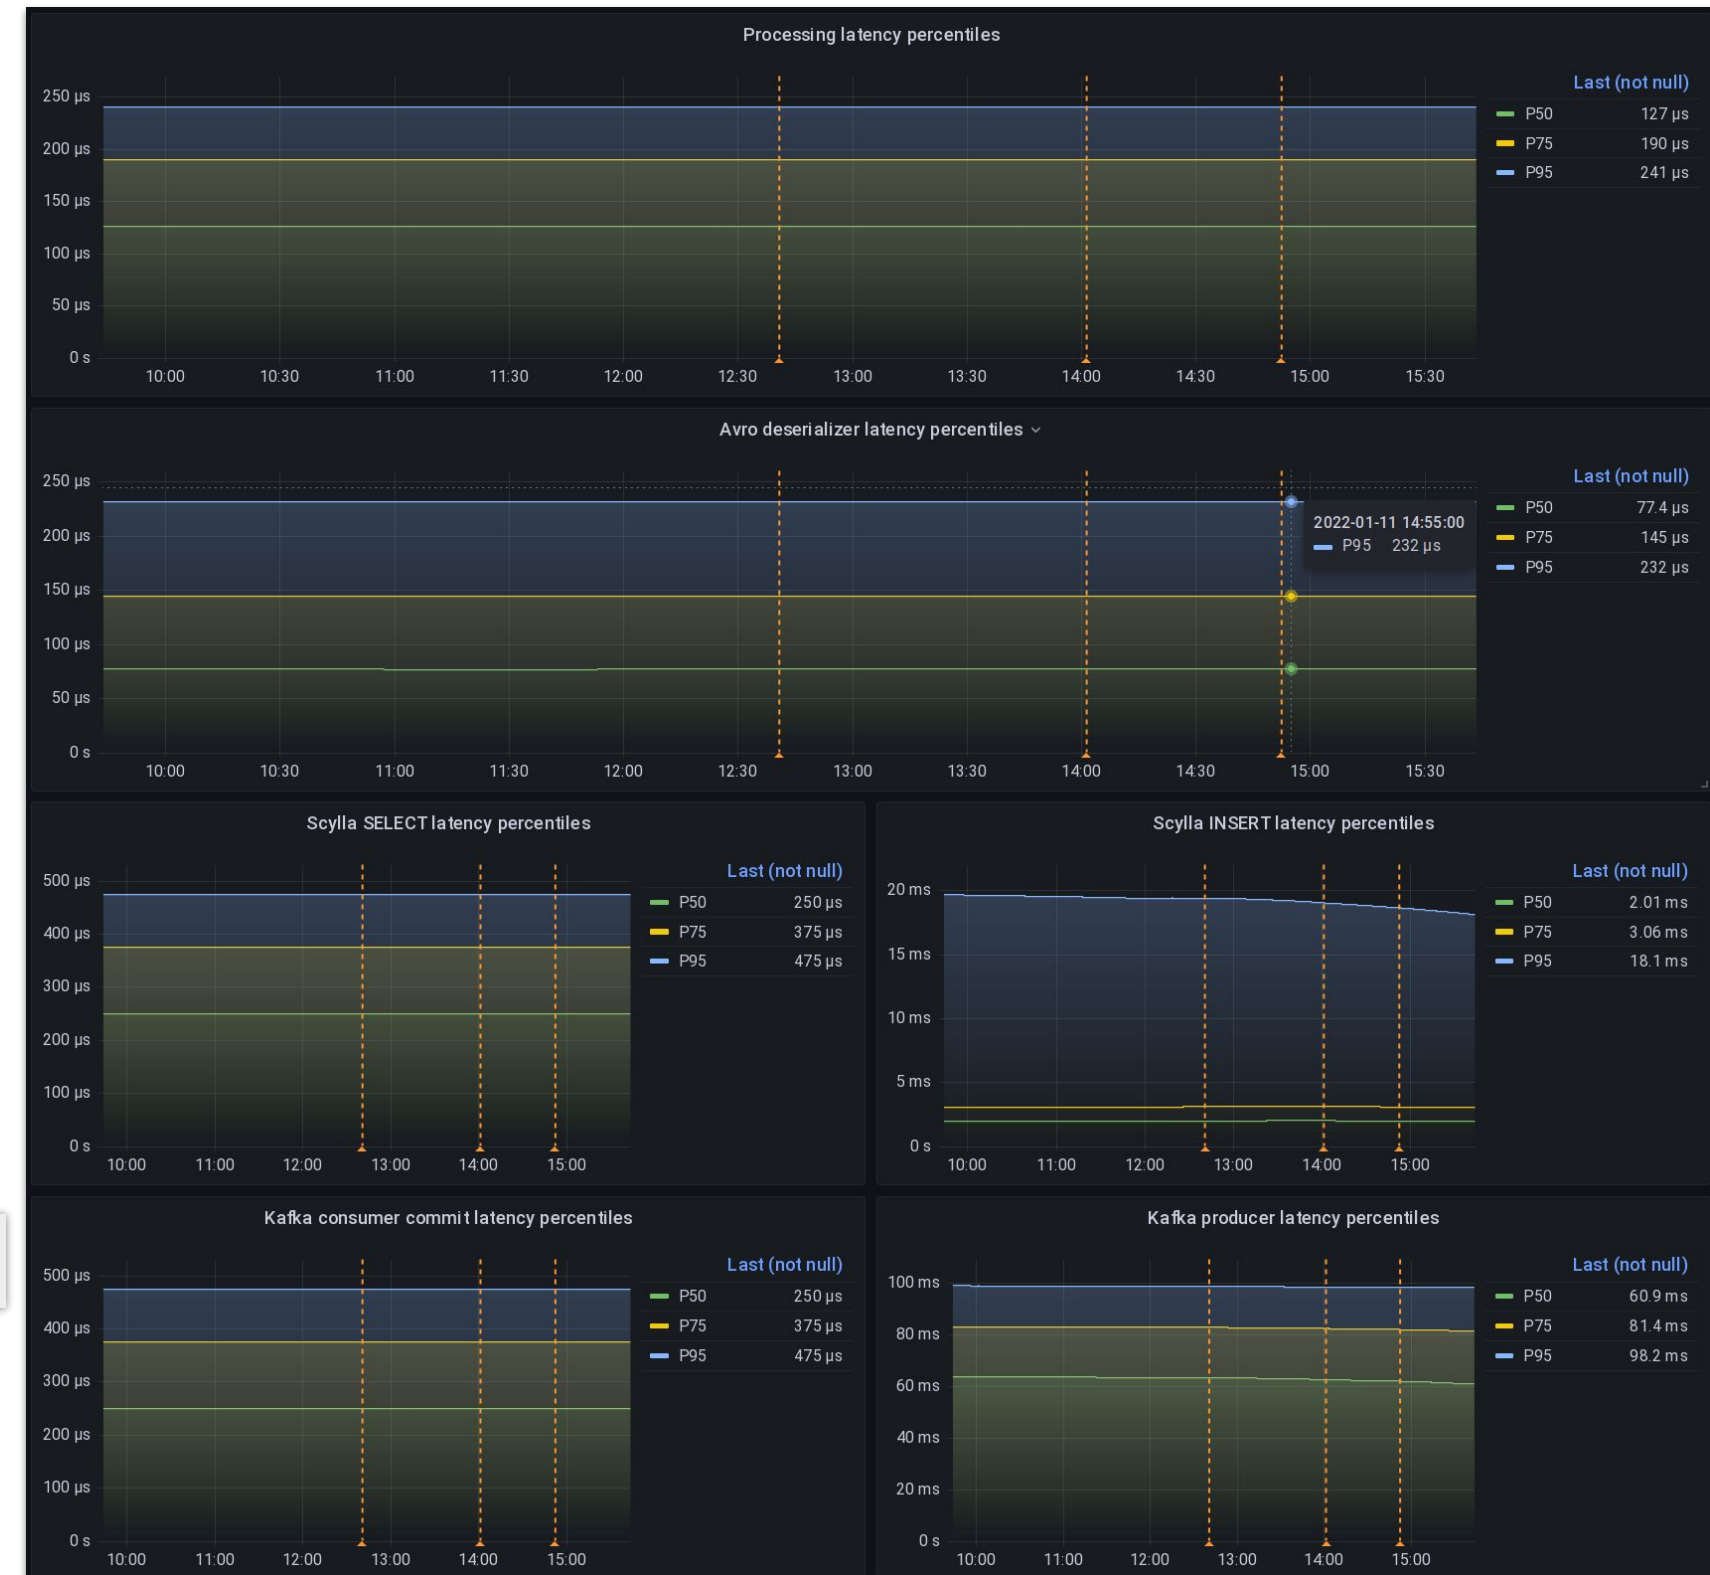 Processing latency percentiles
Last (not null)
250 µs
200 µs
150 µs
100 µs
50 µs
0 s
P50 127 µs
P75 190 µs
P95 241 µs
10:00 10:30 11:00 11:30 12:00 12:30 13:00 13:30 14:00 14:30 15:00 15:30
Avro deserializer latency percentiles
Last (not null)
250 µs
200 µs
150 µs
100 µs
50 µs
0 s
2022-01-11 14:55:00
P95 232 µs
P50 77.4 µs
P75 145 µs
P95 232 µs
10:00 10:30 11:00 11:30 12:00 12:30 13:00 13:30 14:00 14:30 15:00 15:30
Scylla SELECT latency percentiles
Last (not null)
500 µs
400 µs
300 µs
200 µs
100 µs
0 s
P50 250 µs
P75 375 µs
P95 475 µs
10:00 11:00 12:00 13:00 14:00 15:00
Scylla INSERT latency percentiles
Last (not null)
20 ms
15 ms
10 ms
5 ms
0 s
P50 2.01 ms
P75 3.06 ms
P95 18.1 ms
10:00 11:00 12:00 13:00 14:00 15:00
Kafka consumer commit latency percentiles
Last (not null)
500 µs
400 µs
300 µs
200 µs
100 µs
0 s
P50 250 µs
P75 375 µs
P95 475 µs
10:00 11:00 12:00 13:00 14:00 15:00
Kafka producer latency percentiles
Last (not null)
100 ms
80 ms
60 ms
40 ms
20 ms
0 s
P50 60.9 ms
P75 81.4 ms
P95 98.2 ms
10:00 11:00 12:00 13:00 14:00 15:00